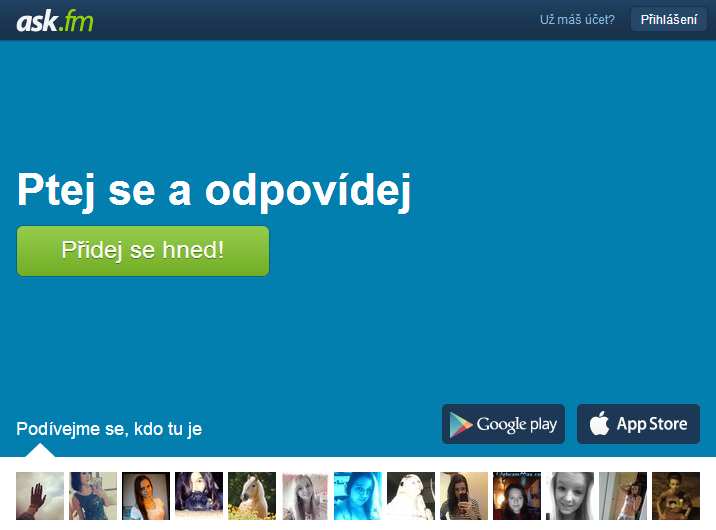 ask.fm
Už máš účet?
Přihlášení
Ptej se a odpovídej
Přidej se hned!
Podívejme se, kdo tu je
Google play
App Store